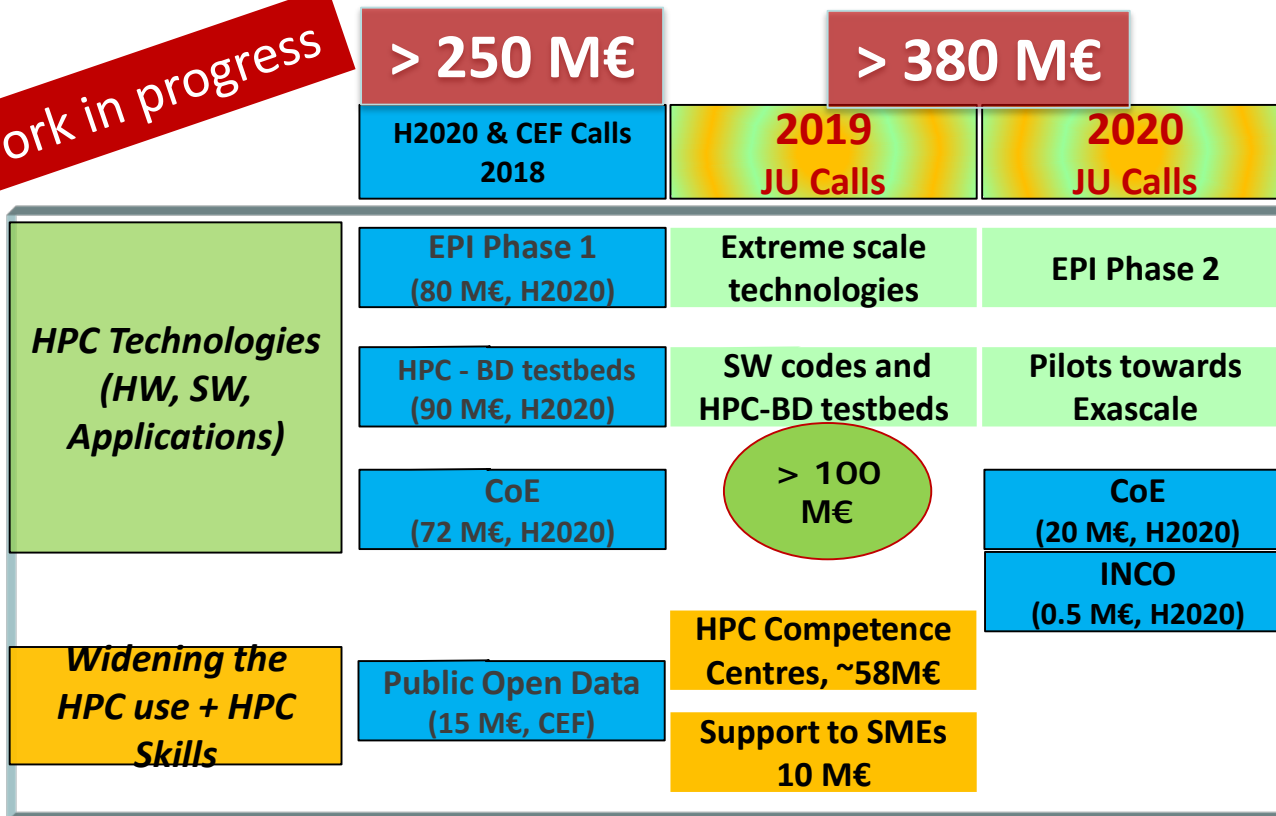 ork in progress
> 250 M€
> 380 M€
H2020 & CEF Calls
2018
2019
JU Calls
2020
JU Calls
HPC Technologies
(HW, SW,
Applications)
EPI Phase 1
(80 M€, H2020)
Extreme scale
technologies
EPI Phase 2
HPC - BD testbeds
(90 M€, H2020)
SW codes and
HPC-BD testbeds
Pilots towards
Exascale
CoE
(72 M€, H2020)
> 100
M€
CoE
(20 M€, H2020)
INCO
(0.5 M€, H2020)
Widening the
HPC use + HPC
Skills
Public Open Data
(15 M€, CEF)
HPC Competence
Centres, ~58M€
Support to SMEs
10 M€